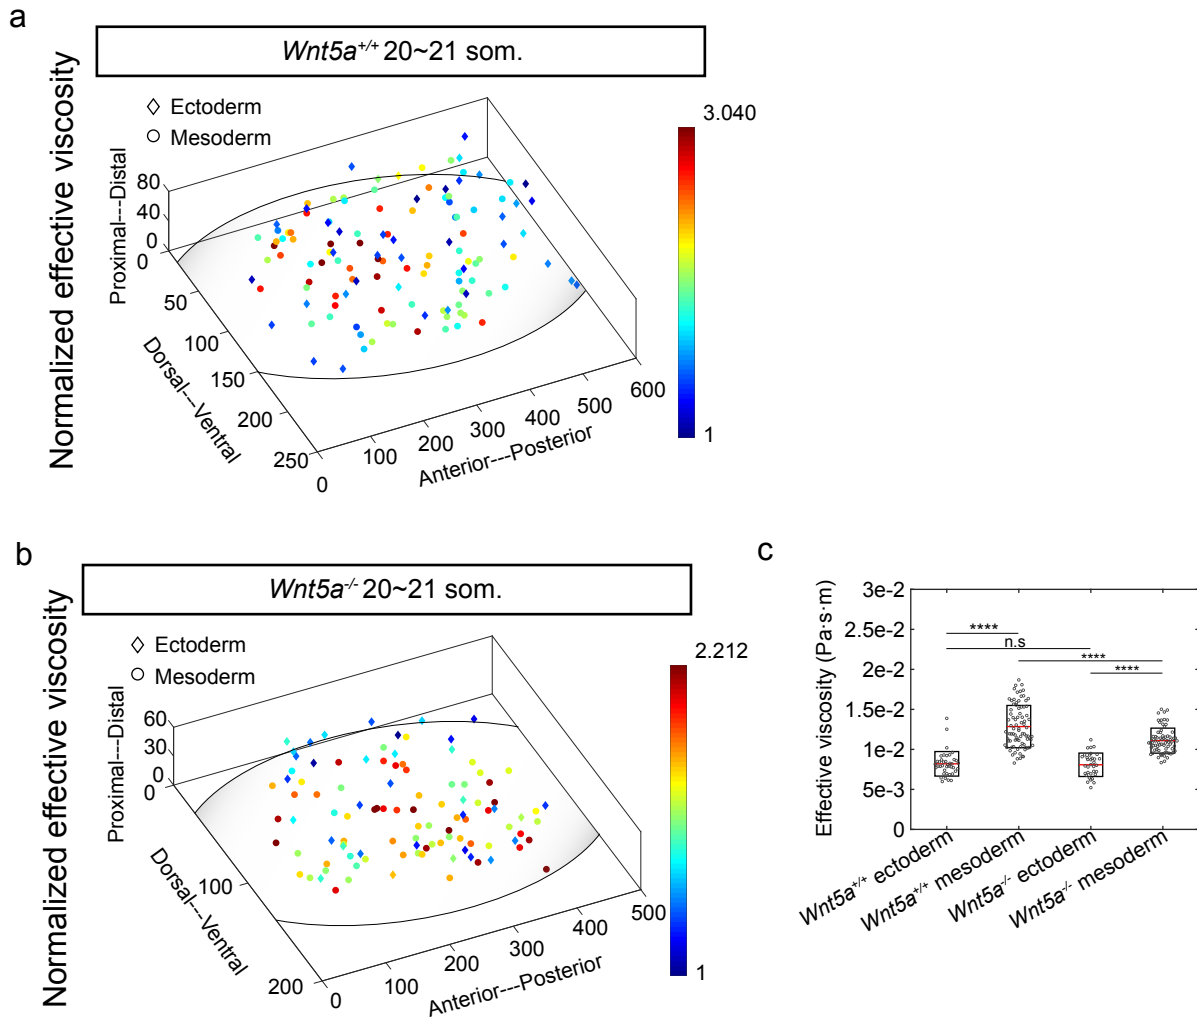 a
Wnt5a+/+ 20~21 som.
Normalized effective viscosity
Ectoderm
Mesoderm
3.040
1
Proximal---Distal
80
40
0
0
50
100
150
200
250
Dorsal---Ventral
0
100
200
300
400
500
600
Anterior---Posterior
b
Wnt5a-/- 20~21 som.
Normalized effective viscosity
Ectoderm
Mesoderm
2.212
1
Proximal---Distal
60
30
0
0
100
200
Dorsal---Ventral
0
100
200
300
400
500
Anterior---Posterior
c
Effective viscosity (Pa·s·m)
3e-2
2.5e-2
2e-2
1.5e-2
1e-2
5e-3
0
****
n.s
****
****
Wnt5a+/+ ectoderm
Wnt5a+/+ mesoderm
Wnt5a-/- ectoderm
Wnt5a-/- mesoderm